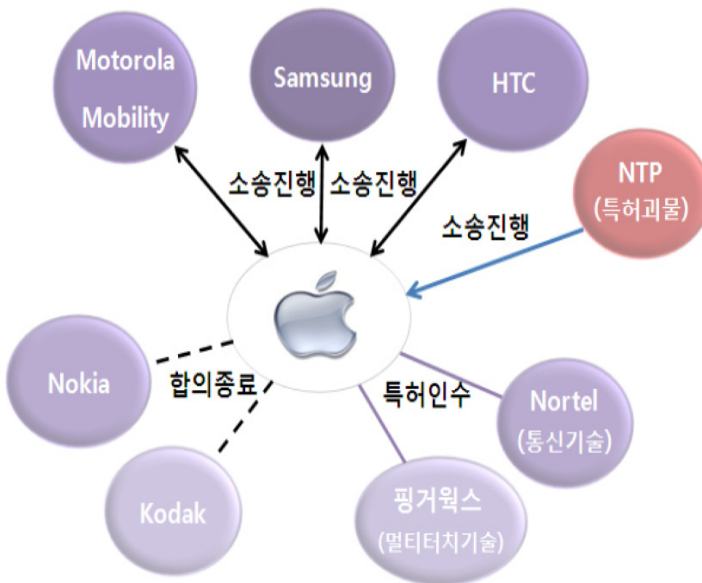 Motorola
Mobility
Samsung
HTC
NTP
(특허괴물)
소송진행
소송진행
소송진행
Nokia
합의종료
특허인수
Nortel
(통신기술)
Kodak
핑거웍스
(멀티터치기술)